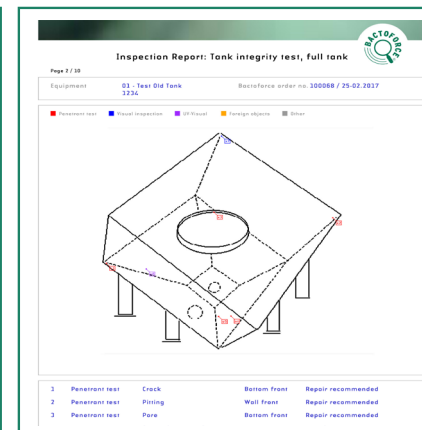 BACTOFORCE
Inspection Report: Tank integrity test, full tank
Page 2 / 10
Equipment 01 - Test Old Tank Bactoforce order no. 100068 / 25-02.2017
1234
Penetrant test Visual inspection UV-Visual Foreign objects Other
1 Penetrant test Crack Bottom front Repair recommended
2 Penetrant test Pitting Wall front Repair recommended
3 Penetrant test Pore Bottom front Repair recommended